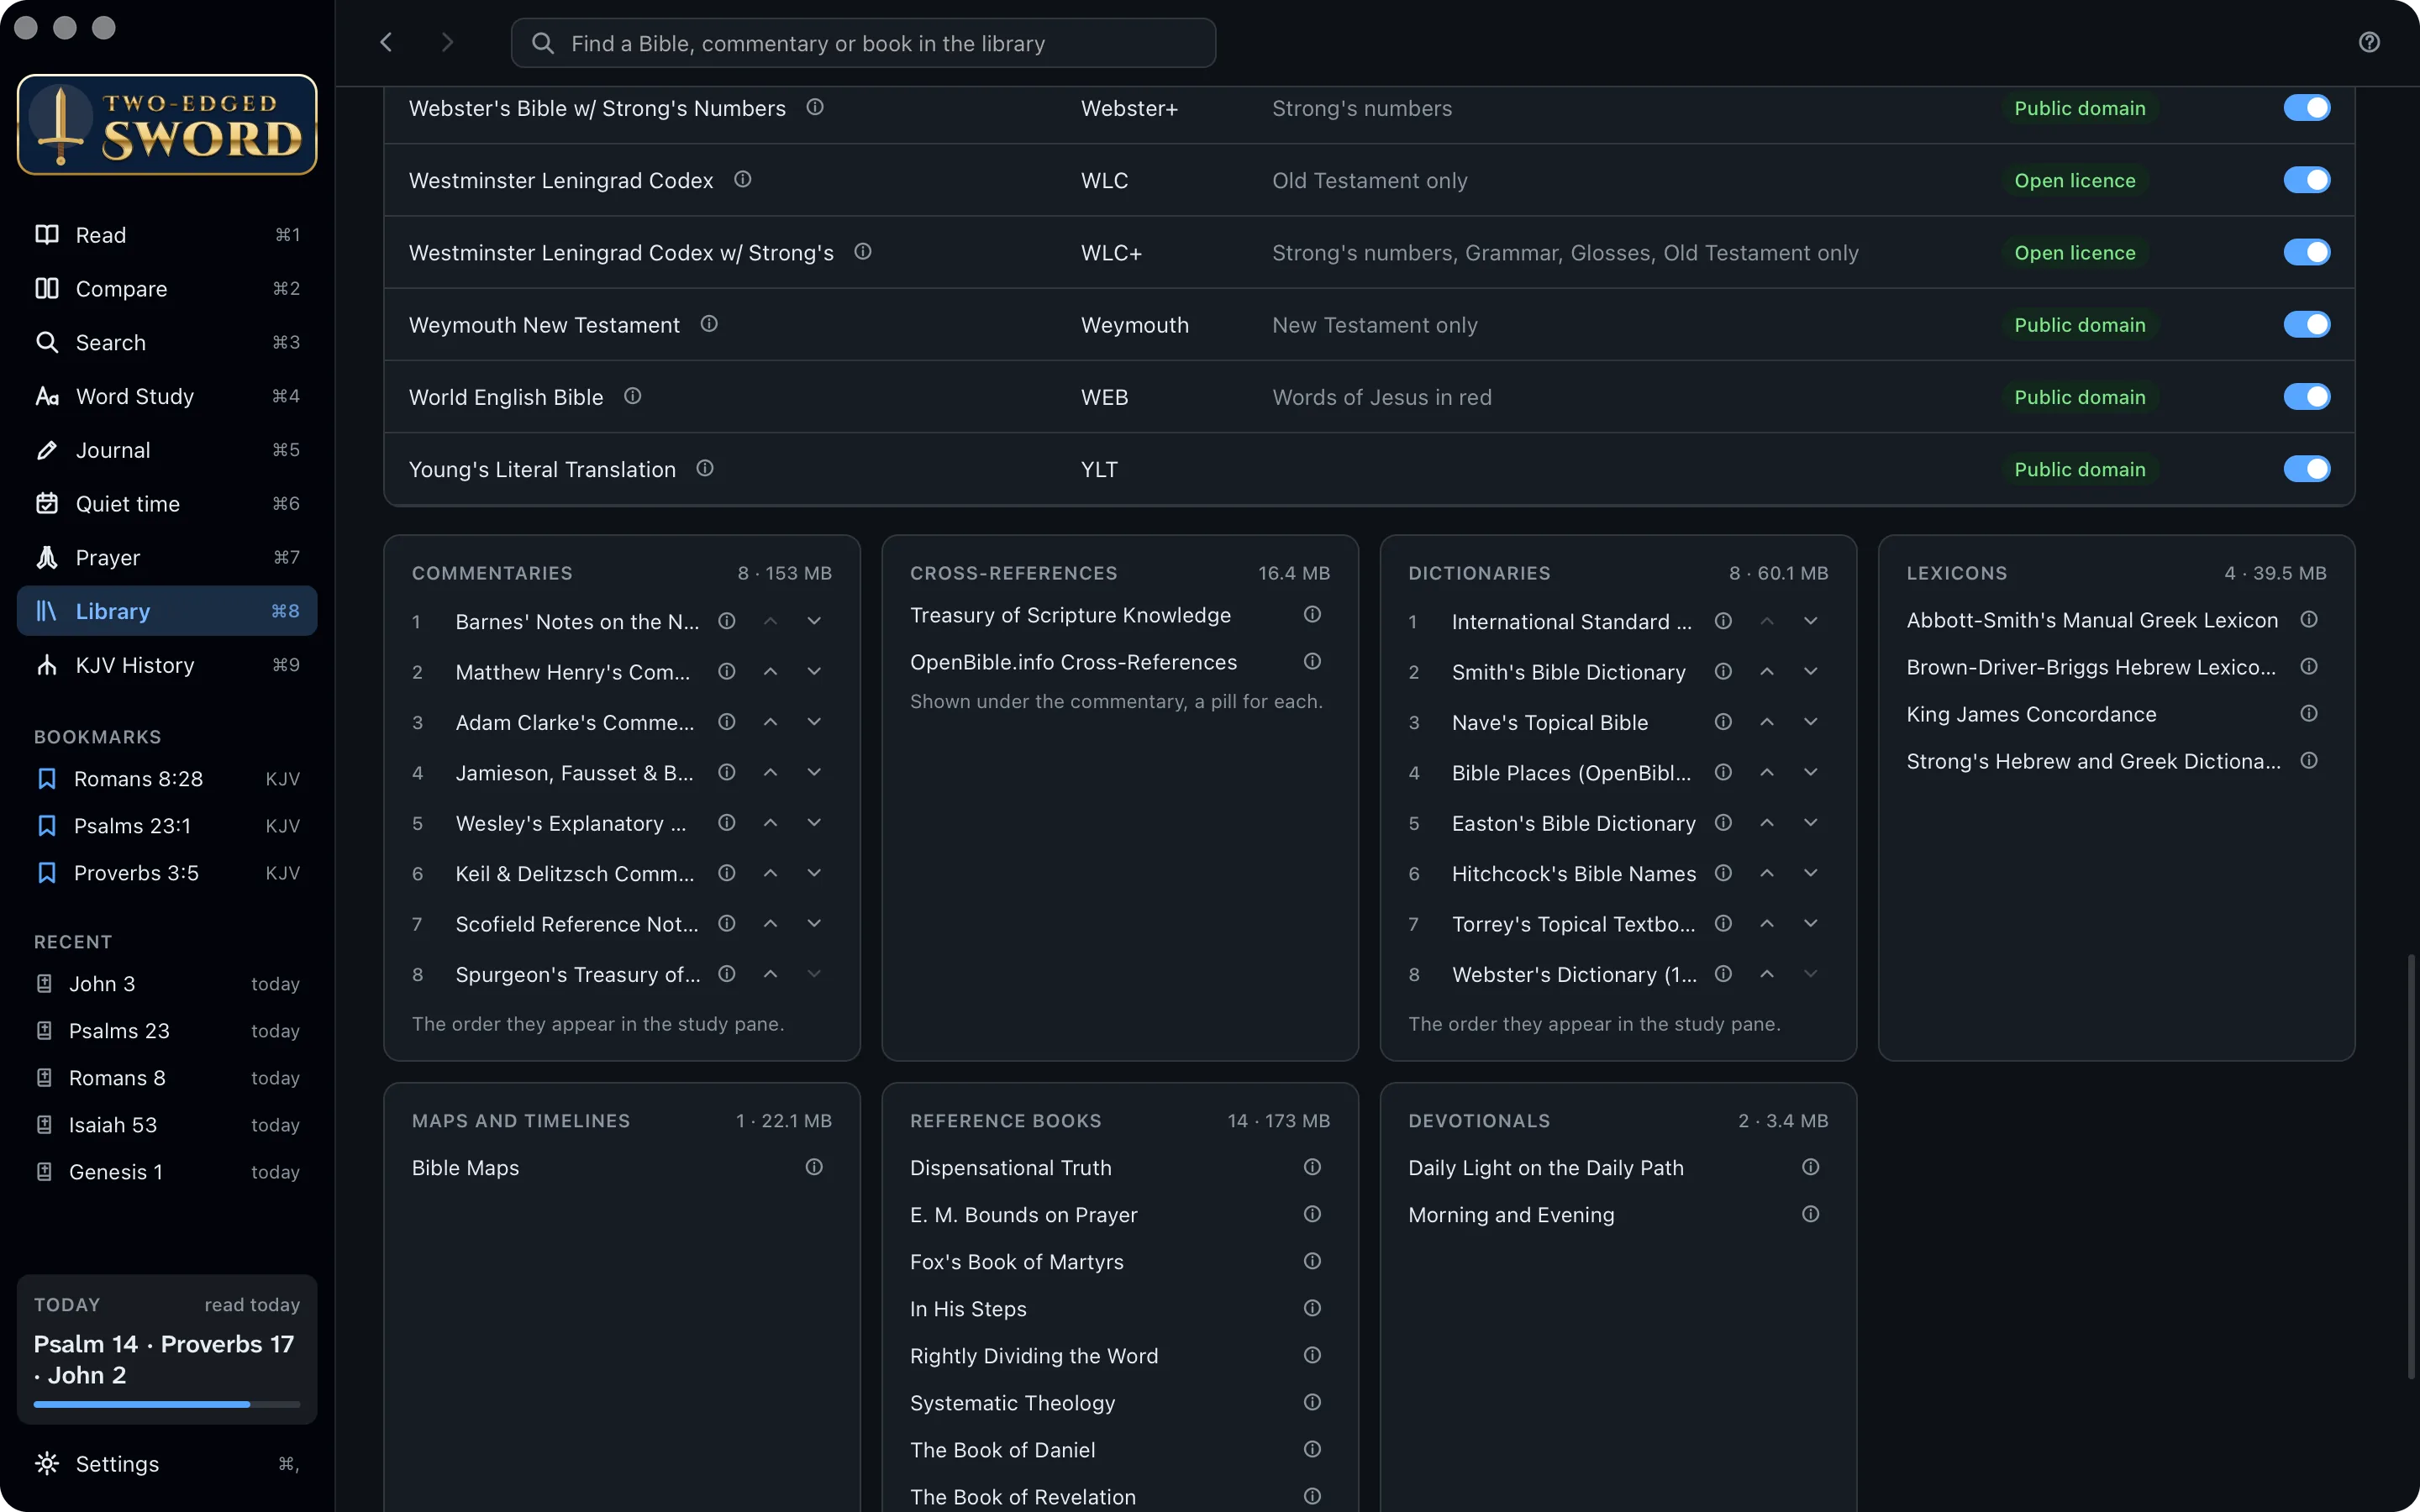 TWO-EDGED
SWORD
Read ⌘1
Compare ⌘2
Search ⌘3
Word Study ⌘4
Journal ⌘5
Quiet time ⌘6
Prayer ⌘7
Library ⌘8
KJV History ⌘9
BOOKMARKS
Romans 8:28 KJV
Psalms 23:1 KJV
Proverbs 3:5 KJV
RECENT
John 3 today
Psalms 23 today
Romans 8 today
Isaiah 53 today
Genesis 1 today
TODAY read today
Psalm 14 · Proverbs 17
· John 2
Settings ⌘,
Find a Bible, commentary or book in the library
Webster's Bible w/ Strong's Numbers Webster+ Strong's numbers Public domain
Westminster Leningrad Codex WLC Old Testament only Open licence
Westminster Leningrad Codex w/ Strong's WLC+ Strong's numbers, Grammar, Glosses, Old Testament only Open licence
Weymouth New Testament Weymouth New Testament only Public domain
World English Bible WEB Words of Jesus in red Public domain
Young's Literal Translation YLT Public domain
COMMENTARIES 8 · 153 MB
1 Barnes' Notes on the N...
2 Matthew Henry's Com...
3 Adam Clarke's Comme...
4 Jamieson, Fausset & B...
5 Wesley's Explanatory ...
6 Keil & Delitzsch Comm...
7 Scofield Reference Not...
8 Spurgeon's Treasury of...
The order they appear in the study pane.
CROSS-REFERENCES 16.4 MB
Treasury of Scripture Knowledge
OpenBible.info Cross-References
Shown under the commentary, a pill for each.
DICTIONARIES 8 · 60.1 MB
1 International Standard ...
2 Smith's Bible Dictionary
3 Nave's Topical Bible
4 Bible Places (OpenBibl...
5 Easton's Bible Dictionary
6 Hitchcock's Bible Names
7 Torrey's Topical Textbo...
8 Webster's Dictionary (1...
The order they appear in the study pane.
LEXICONS 4 · 39.5 MB
Abbott-Smith's Manual Greek Lexicon
Brown-Driver-Briggs Hebrew Lexico...
King James Concordance
Strong's Hebrew and Greek Dictiona...
MAPS AND TIMELINES 1 · 22.1 MB
Bible Maps
REFERENCE BOOKS 14 · 173 MB
Dispensational Truth
E. M. Bounds on Prayer
Fox's Book of Martyrs
In His Steps
Rightly Dividing the Word
Systematic Theology
The Book of Daniel
The Book of Revelation
DEVOTIONALS 2 · 3.4 MB
Daily Light on the Daily Path
Morning and Evening